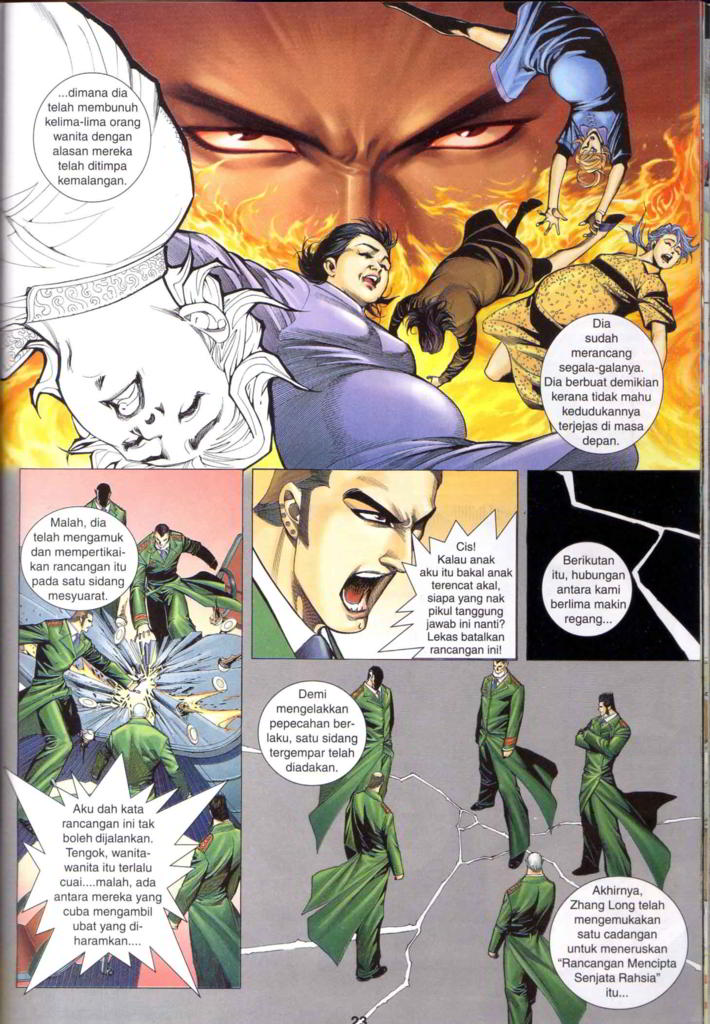 ...dimana dia
telah membunuh
kelima-lima orang
wanita dengan
alasan mereka
telah ditimpa
kemalangan.
Dia
sudah
merancang
segala-galanya.
Dia berbuat demikian
kerana tidak mahu
kedudukannya
terjejas di masa
depan.
Malah, dia
telah mengamuk
dan mempertikai-
kan rancangan itu
pada satu sidang
mesyuarat.
Cis!
Kalau anak
aku itu bakal anak
terencat akal,
siapa yang nak
pikul tanggung
jawab ini nanti?
Lekas batalkan
rancangan ini!
Berikutan
itu, hubungan
antara kami
berlima makin
regang...
Aku dah kata
rancangan ini tak
boleh dijalankan.
Tengok, wanita-
wanita itu terlalu
cuai....malah, ada
antara mereka yang
cuba mengambil
ubat yang di-
haramkan....
Demi
mengelakkan
pepecahan ber-
laku, satu sidang
tergempar telah
diadakan.
Akhirnya,
Zhang Long telah
mengemukakan
satu cadangan
untuk meneruskan
"Rancangan Mencipta
Senjata Rahsia"
itu...
23